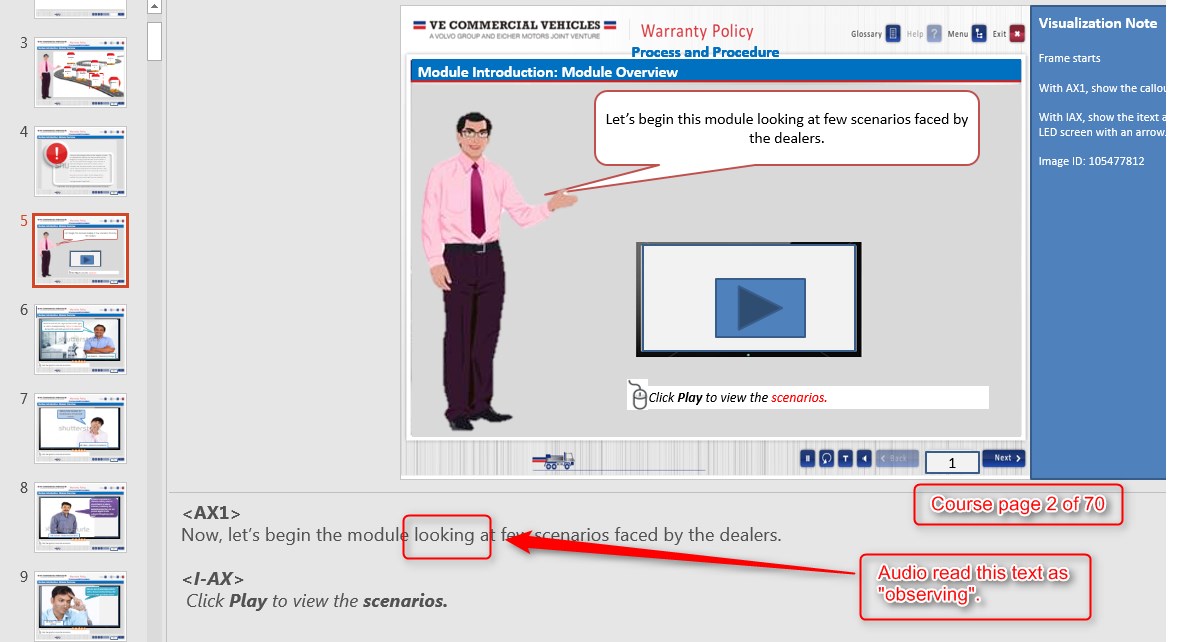 3
4
5
6
7
8
9
VE COMMERCIAL VEHICLES
A VOLVO GROUP AND EICHER MOTORS JOINT VENTURE
Warranty Policy
Process and Procedure
Glossary
Help
?
Menu
Exit
Module Introduction: Module Overview
Let's begin this module looking at few scenarios faced by
the dealers.
Click Play to view the scenarios.
T
Back
1
Next
Visualization Note
Frame starts
With AX1, show the callou
With IAX, show the itext a
LED screen with an arrow.
Image ID: 105477812
Course page 2 of 70
<AX1>
Now, let's begin the module looking at few scenarios faced by the dealers.
Audio read this text as
"observing".
<I-AX>
Click Play to view the scenarios.